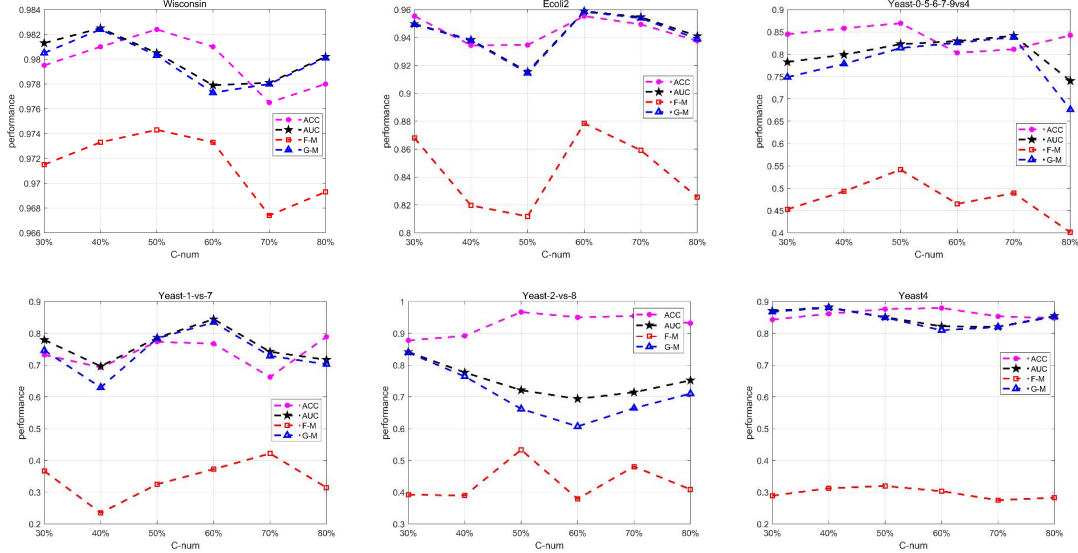 Wisconsin
0.984
0.982
0.98
0.978
0.976
0.974
0.972
0.97
0.968
0.966
performance
30% 40% 50% 60% 70% 80%
C-num
ACC
AUC
F-M
G-M
Ecoli2
0.96
0.94
0.92
0.9
0.88
0.86
0.84
0.82
0.8
performance
30% 40% 50% 60% 70% 80%
C-num
ACC
AUC
F-M
G-M
Yeast-0-5-6-7-9vs4
0.9
0.85
0.8
0.75
0.7
0.65
0.6
0.55
0.5
0.45
0.4
performance
30% 40% 50% 60% 70% 80%
C-num
ACC
AUC
F-M
G-M
Yeast-1-vs-7
0.9
0.8
0.7
0.6
0.5
0.4
0.3
0.2
performance
30% 40% 50% 60% 70% 80%
C-num
ACC
AUC
F-M
G-M
Yeast-2-vs-8
1
0.9
0.8
0.7
0.6
0.5
0.4
0.3
performance
30% 40% 50% 60% 70% 80%
C-num
ACC
AUC
F-M
G-M
Yeast4
0.9
0.8
0.7
0.6
0.5
0.4
0.3
0.2
performance
30% 40% 50% 60% 70% 80%
C-num
ACC
AUC
F-M
G-M